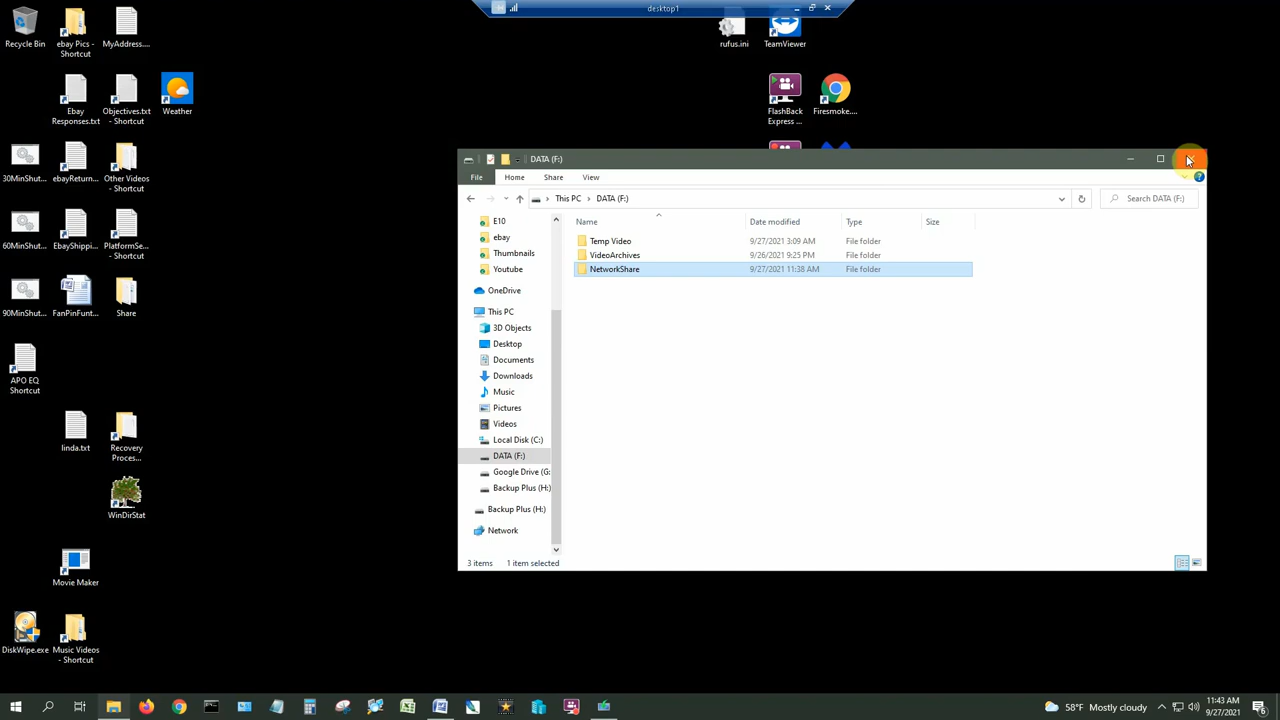 desktop1
Recycle Bin
ebay Pics -
Shortcut
MyAddress....
rufus.ini
TeamViewer
Ebay
Responses.txt
Objectives.txt
- Shortcut
Weather
FlashBack
Express ...
Firesmoke....
30MinShut...
ebayReturn...
Other Videos
- Shortcut
60MinShut...
EbayShippi...
PlatformSe...
- Shortcut
90MinShut...
FanPinFunt...
Share
APO EQ
Shortcut
linda.txt
Recovery
Proces...
WinDirStat
Movie Maker
DiskWipe.exe
Music Videos
- Shortcut
DATA (F:)
File
Home
Share
View
This PC
DATA (F:)
Search DATA (F:)
Name
Date modified
Type
Size
Temp Video
9/27/2021 3:09 AM
File folder
VideoArchives
9/26/2021 9:25 PM
File folder
NetworkShare
9/27/2021 11:38 AM
File folder
E10
ebay
Thumbnails
Youtube
OneDrive
This PC
3D Objects
Desktop
Documents
Downloads
Music
Pictures
Videos
Local Disk (C:)
DATA (F:)
Google Drive (G:
Backup Plus (H:)
Backup Plus (H:)
Network
3 items
1 item selected
58°F Mostly cloudy
11:43 AM
9/27/2021